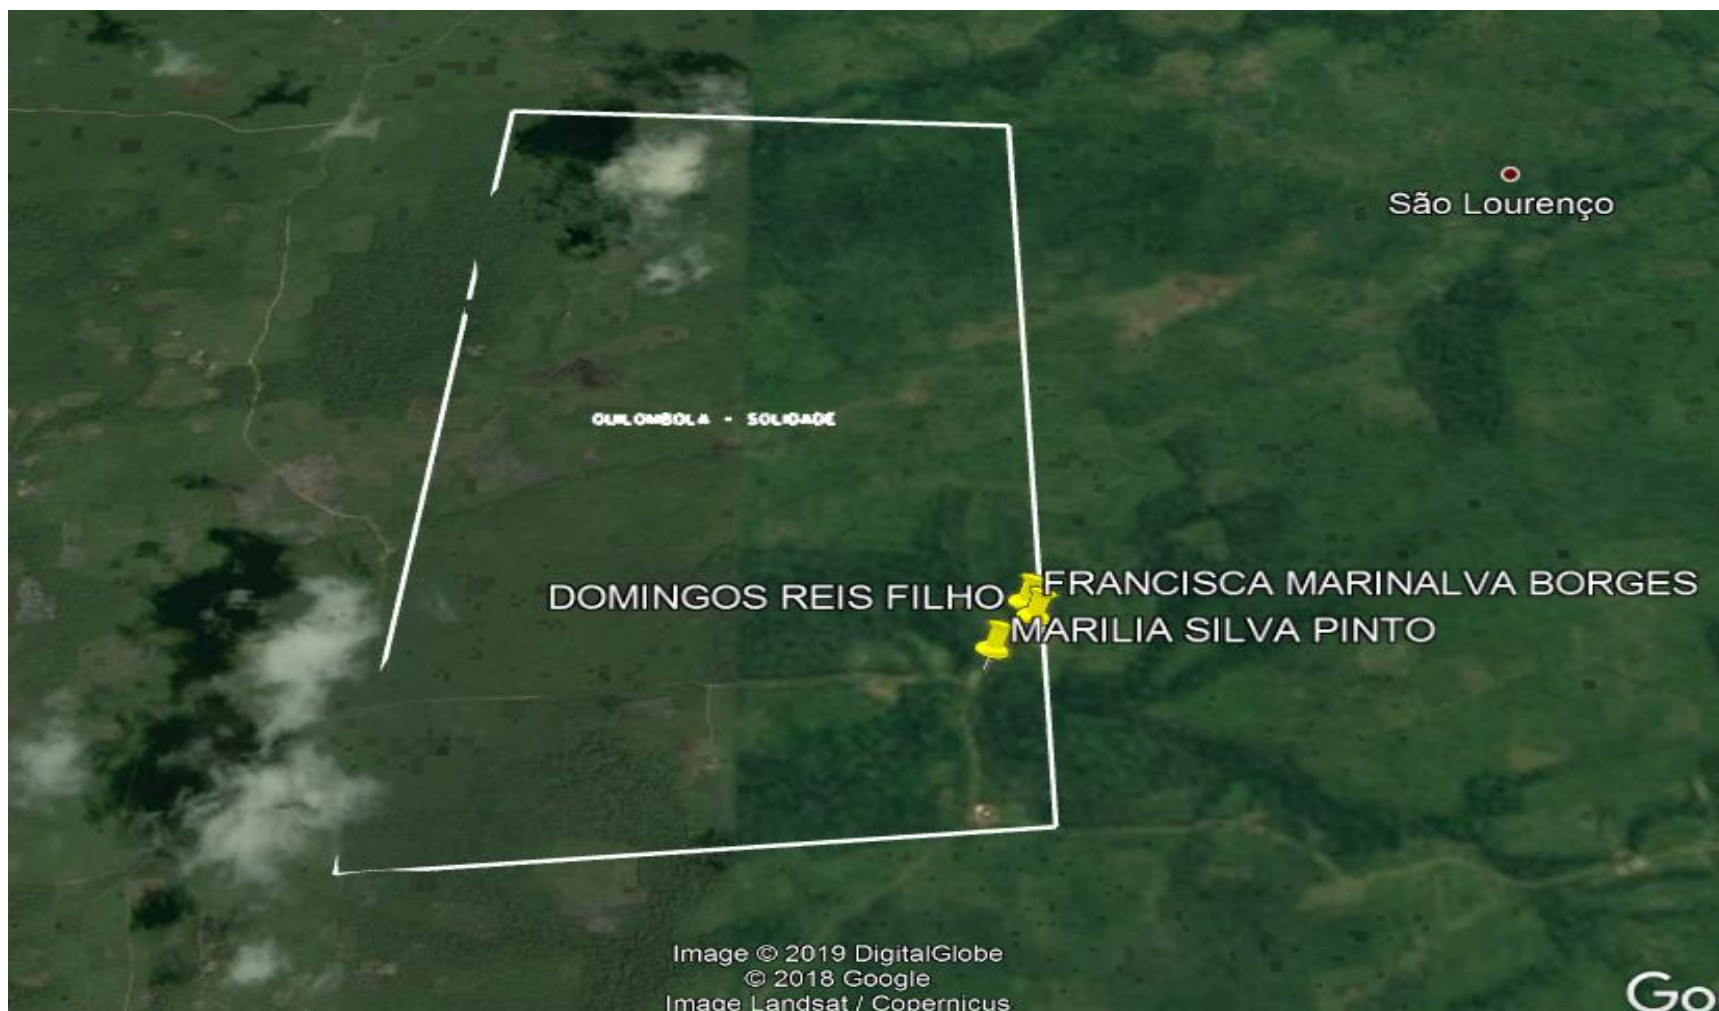 São Lourenço
QUILOMBOLA - SOLIDADE
DOMINGOS REIS FILHO
FRANCISCA MARINALVA BORGES
MARILIA SILVA PINTO
Image © 2019 DigitalGlobe
© 2018 Google
Image Landsat / Copernicus
Go